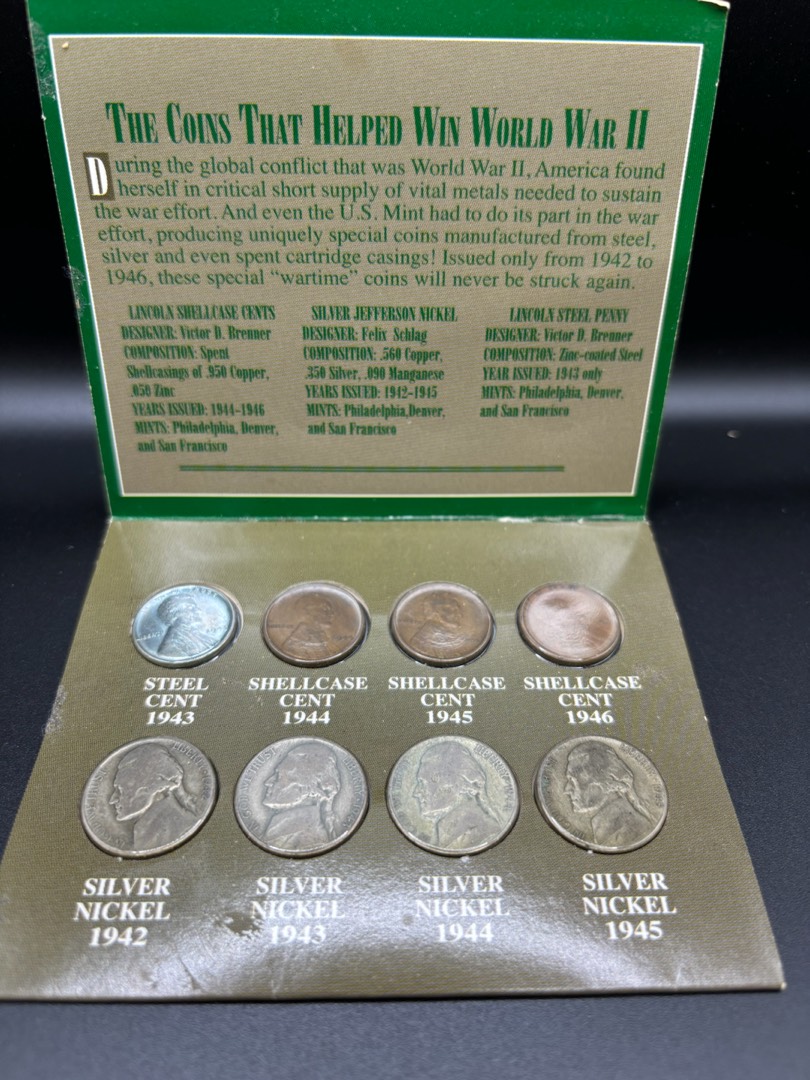 THE COINS THAT HELPED WIN WORLD WAR II
During the global conflict that was World War II, America found
herself in critical short supply of vital metals needed to sustain
the war effort. And even the U.S. Mint had to do its part in the war
effort, producing uniquely special coins manufactured from steel,
silver and even spent cartridge casings! Issued only from 1942 to
1946, these special “wartime” coins will never be struck again.
LINCOLN SHELLCASE CENTS
DESIGNER: Victor D. Brenner
COMPOSITION: Spent
Shellcasings of .950 Copper,
.050 Zinc
YEARS ISSUED: 1944-1946
MINTS: Philadelphia, Denver,
and San Francisco
SILVER JEFFERSON NICKEL
DESIGNER: Felix Schlag
COMPOSITION: .560 Copper,
.350 Silver, .090 Manganese
YEARS ISSUED: 1942-1945
MINTS: Philadelphia, Denver,
and San Francisco
LINCOLN STEEL PENNY
DESIGNER: Victor D. Brenner
COMPOSITION: Zinc-coated Steel
YEAR ISSUED: 1943 only
MINTS: Philadelphia, Denver,
and San Francisco
STEEL
CENT
1943
SHELLCASE
CENT
1944
SHELLCASE
CENT
1945
SHELLCASE
CENT
1946
SILVER
NICKEL
1942
SILVER
NICKEL
1943
SILVER
NICKEL
1944
SILVER
NICKEL
1945